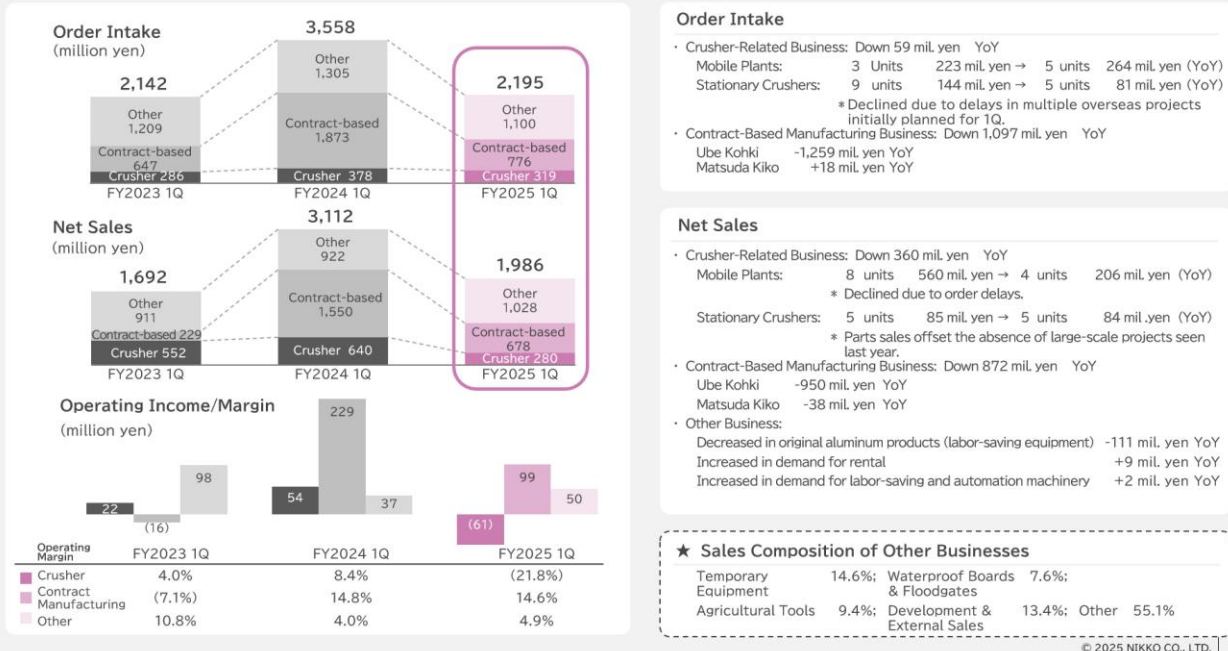 Order Intake
(million yen)
2,142
Other
1,209
Contract-based
647
Crusher 286
FY2023 1Q
3,558
Other
1,305
Contract-based
1,873
Crusher 378
FY2024 1Q
2,195
Other
1,100
Contract-based
776
Crusher 319
FY2025 1Q
Net Sales
(million yen)
1,692
Other
911
Contract-based 229
Crusher 552
FY2023 1Q
3,112
Other
922
Contract-based
1,550
Crusher 640
FY2024 1Q
1,986
Other
1,028
Contract-based
678
Crusher 280
FY2025 1Q
Operating Income/Margin
(million yen)
22
(16)
98
54
229
37
(61)
99
50
Operating
Margin
FY2023 1Q FY2024 1Q FY2025 1Q
Crusher 4.0% 8.4% (21.8%)
Contract
Manufacturing (7.1%) 14.8% 14.6%
Other 10.8% 4.0% 4.9%
Order Intake
・ Crusher-Related Business: Down 59 mil. yen YoY
Mobile Plants: 3 Units 223 mil. yen → 5 units 264 mil. yen (YoY)
Stationary Crushers: 9 units 144 mil. yen → 5 units 81 mil. yen (YoY)
* Declined due to delays in multiple overseas projects
initially planned for 1Q.
・ Contract-Based Manufacturing Business: Down 1,097 mil. yen YoY
Ube Kohki -1,259 mil. yen YoY
Matsuda Kiko +18 mil. yen YoY
Net Sales
・ Crusher-Related Business: Down 360 mil. yen YoY
Mobile Plants: 8 units 560 mil. yen → 4 units 206 mil. yen (YoY)
* Declined due to order delays.
Stationary Crushers: 5 units 85 mil. yen → 5 units 84 mil .yen (YoY)
* Parts sales offset the absence of large-scale projects seen
last year.
・ Contract-Based Manufacturing Business: Down 872 mil. yen YoY
Ube Kohki -950 mil. yen YoY
Matsuda Kiko -38 mil. yen YoY
・ Other Business:
Decreased in original aluminum products (labor-saving equipment) -111 mil. yen YoY
Increased in demand for rental +9 mil. yen YoY
Increased in demand for labor-saving and automation machinery +2 mil. yen YoY
★ Sales Composition of Other Businesses
Temporary Equipment 14.6%; Waterproof Boards & Floodgates 7.6%;
Agricultural Tools 9.4%; Development & External Sales 13.4%; Other 55.1%
© 2025 NIKKO CO., LTD.